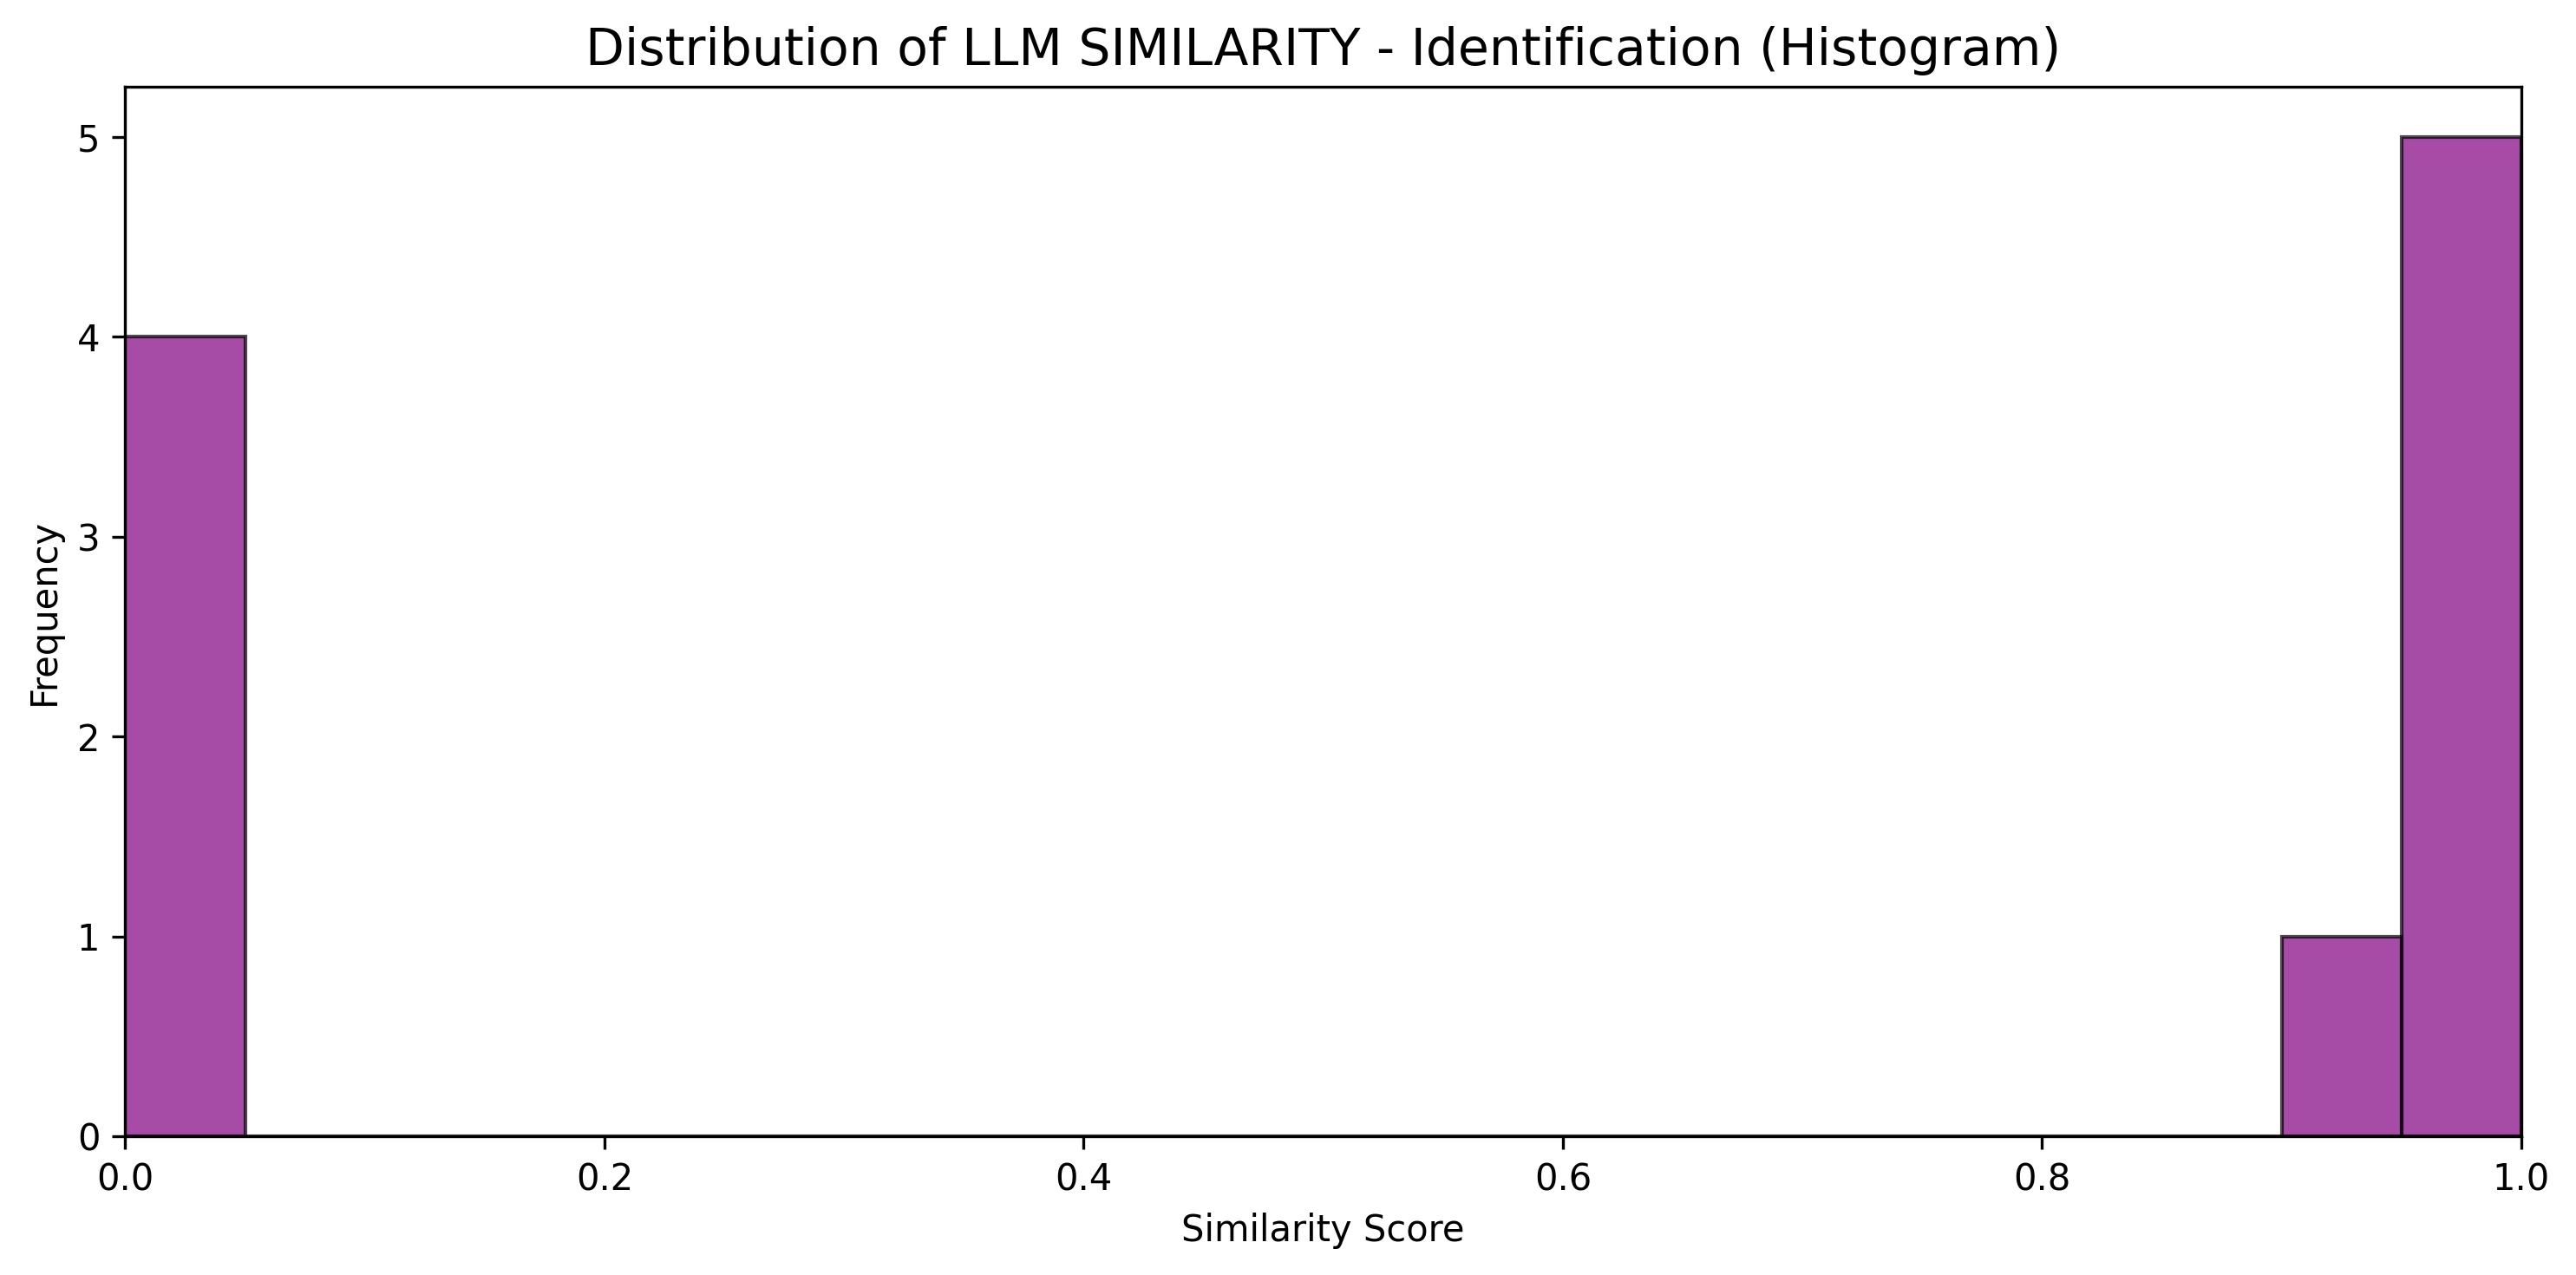 Distribution of LLM SIMILARITY - Identification (Histogram)
5
4
3
2
1
0
Frequency
0.0 0.2 0.4 0.6 0.8 1.0
Similarity Score